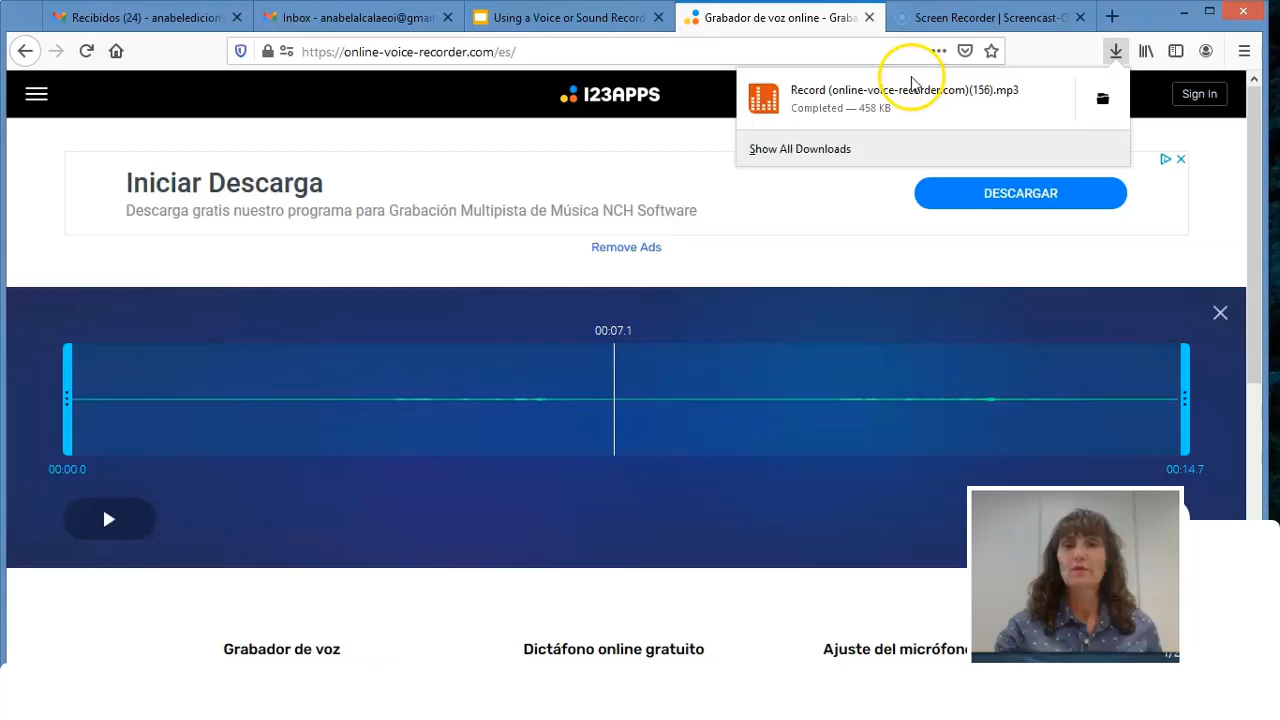 Recibidos (24) - anabeledicion
Inbox - anabelalcalaeoi@gmai
Using a Voice or Sound Record
Grabador de voz online - Graba
Screen Recorder | Screencast-O
https://online-voice-recorder.com/es/
123APPS
Sign In
Record (online-voice-recorder.com)(156).mp3
Completed — 458 KB
Show All Downloads
Iniciar Descarga
Descarga gratis nuestro programa para Grabación Multipista de Música NCH Software
DESCARGAR
Remove Ads
00:07.1
00:00.0
00:14.7
Grabador de voz
Dictáfono online gratuito
Ajuste del micrófono